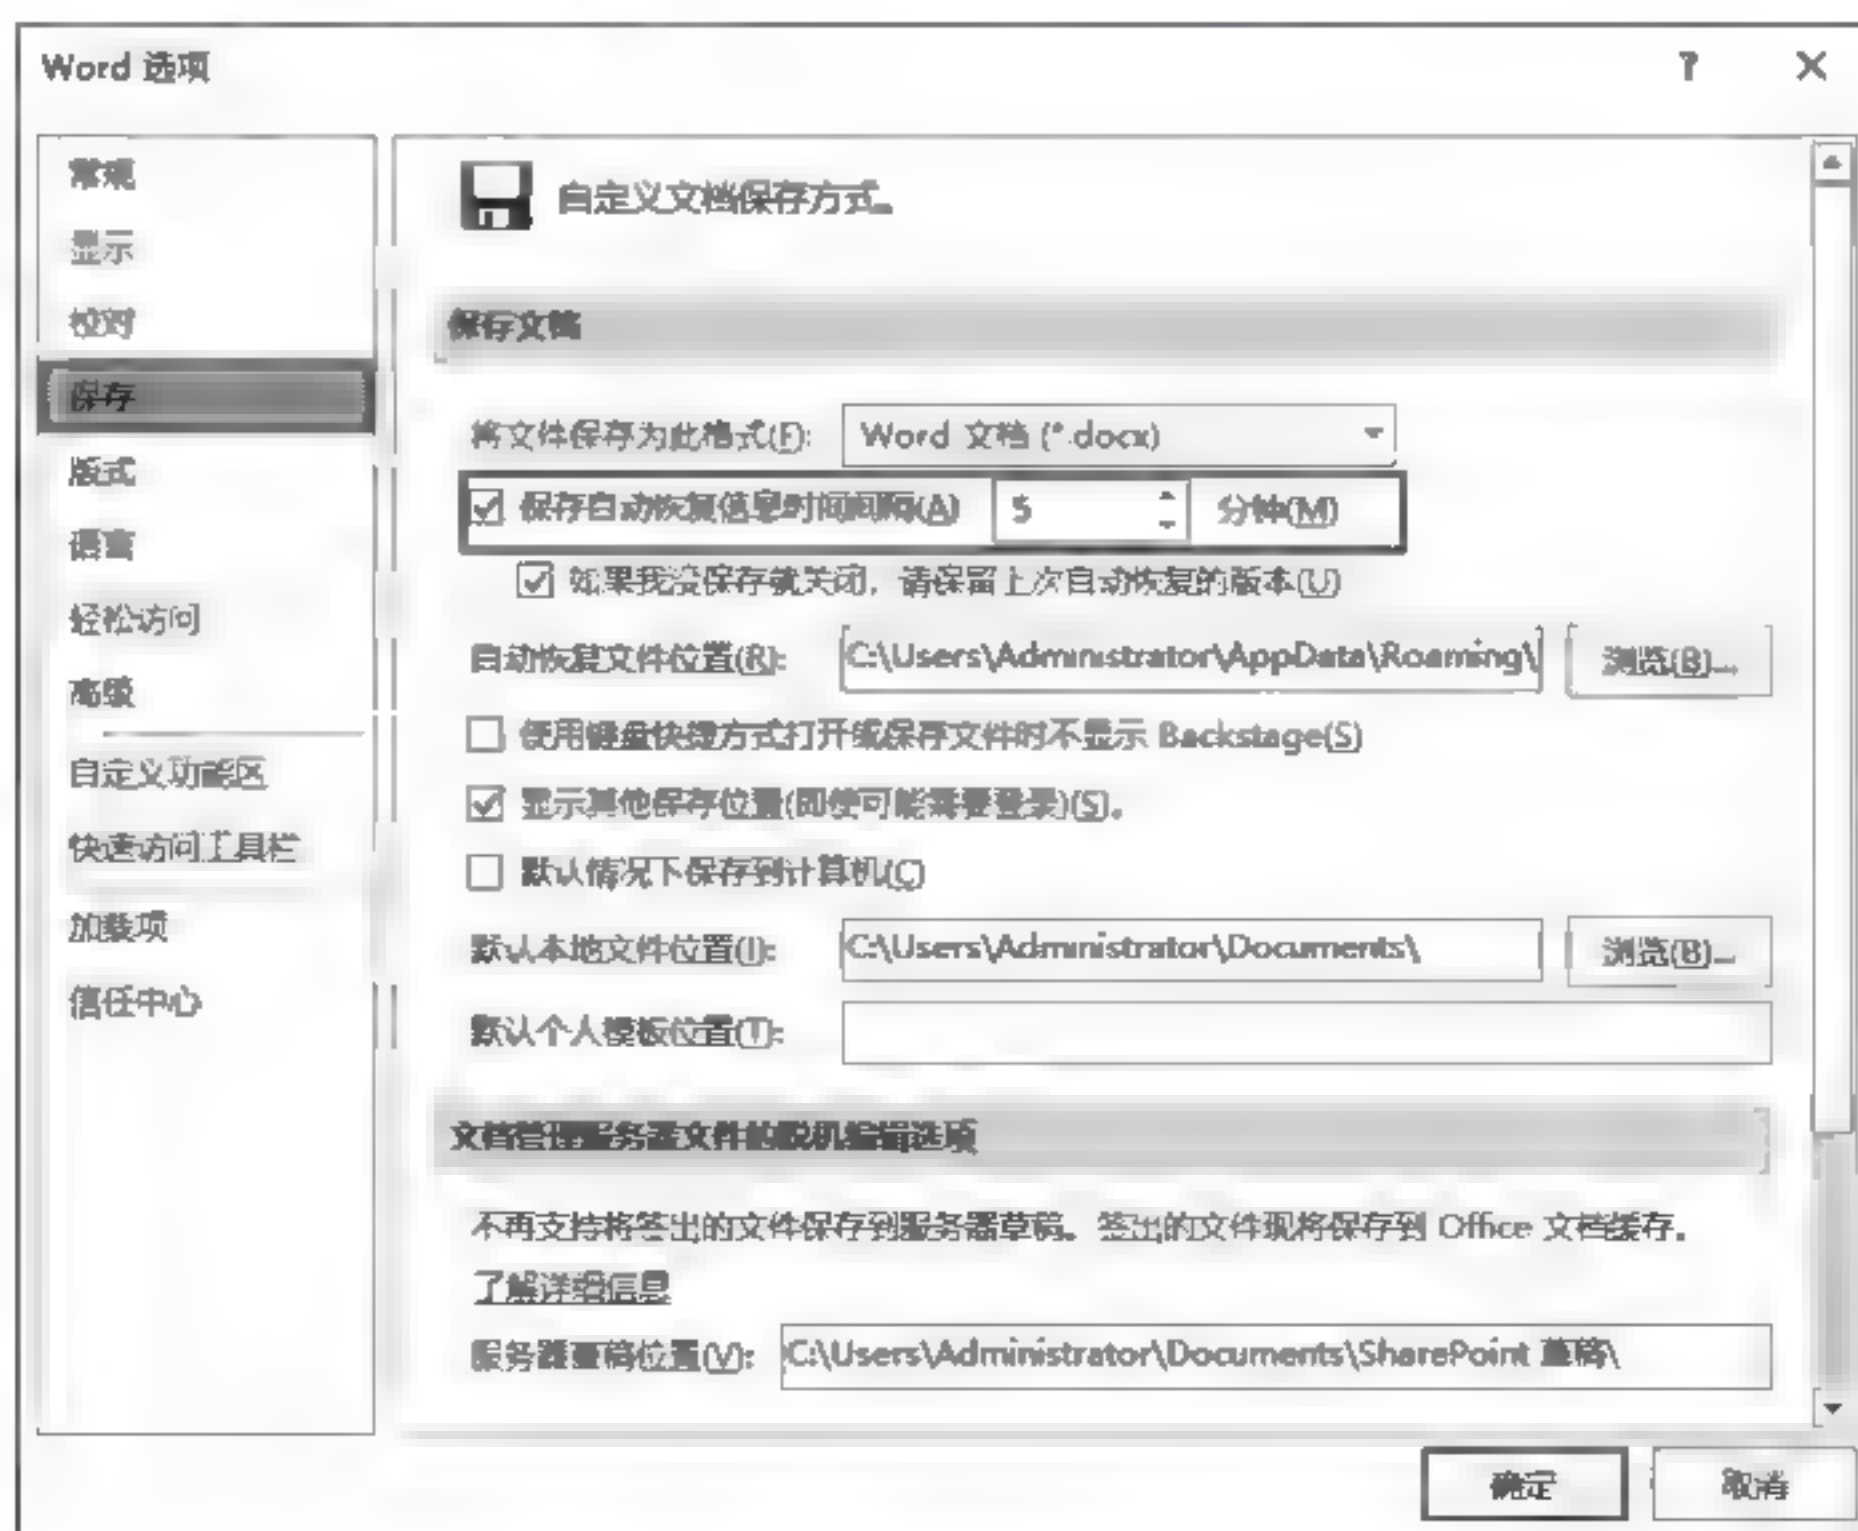 Word 选项
?
常规
显示
校对
保存
版式
语言
轻松访问
高级
自定义功能区
快速访问工具栏
加载项
信任中心
自定义文档保存方式。
保存文档
将文件保存为此格式(F): Word 文档 (*.docx)
保存自动恢复信息时间间隔(A) 5 分钟(M)
如果我没保存就关闭，请保留上次自动恢复的版本(U)
自动恢复文件位置(R): C:\Users\Administrator\AppData\Roaming\ 浏览(B)...
使用键盘快捷方式打开或保存文件时不显示 Backstage(S)
显示其他保存位置(即使可能需要登录)(S)。
默认情况下保存到计算机(C)
默认本地文件位置(I): C:\Users\Administrator\Documents\ 浏览(B)...
默认个人模板位置(T):
文档管理服务器文件的脱机编辑选项
不再支持将签出的文件保存到服务器草稿。签出的文件现将保存到 Office 文档缓存。
了解详细信息
服务器草稿位置(V): C:\Users\Administrator\Documents\SharePoint 草稿\
确定 取消